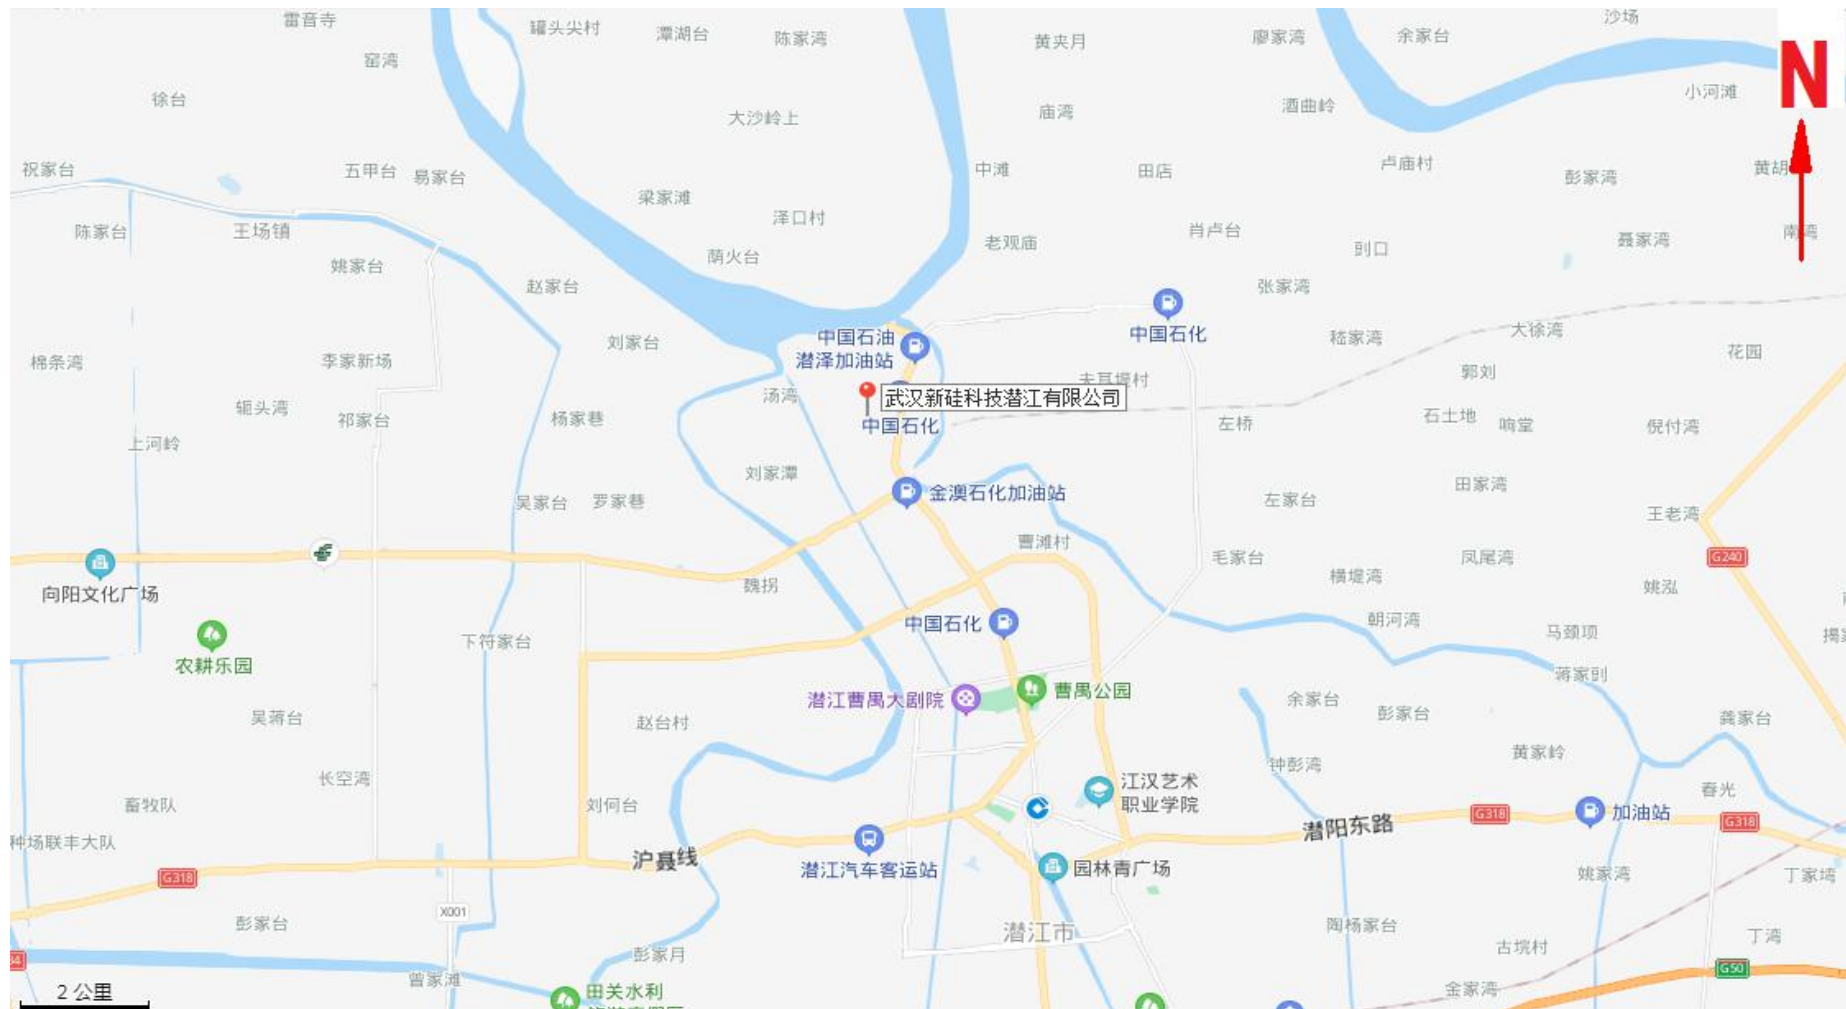 雷音寺
罐头尖村
潭湖台
陈家湾
黄夹月
廖家湾
余家台
沙场
窑湾
N
徐台
大沙岭上
庙湾
酒曲岭
小河滩
祝家台
五甲台
易家台
中滩
田店
卢庙村
彭家湾
黄胡
梁家滩
泽口村
陈家台
王场镇
老观庙
肖卢台
剅口
聂家湾
南湾
姚家台
荫火台
赵家台
张家湾
刘家台
中国石油
潜泽加油站
中国石化
嵇家湾
大徐湾
花园
棉条湾
李家新场
郭刘
汤湾
武汉新硅科技潜江有限公司
轭头湾
祁家台
杨家巷
中国石化
左桥
石土地
响堂
倪付湾
上河岭
刘家潭
吴家台
罗家巷
金澳石化加油站
左家台
田家湾
王老湾
曹滩村
毛家台
凤尾湾
G240
向阳文化广场
魏拐
横堤湾
姚泓
中国石化
朝河湾
马颈项
农耕乐园
下符家台
蒋家剅
潜江曹禺大剧院
曹禺公园
余家台
彭家台
吴蒋台
赵台村
龚家台
黄家岭
长空湾
钟彭湾
江汉艺术
职业学院
畜牧队
刘何台
春光
加油站
G318
G318
潜阳东路
种场联丰大队
沪聂线
潜江汽车客运站
园林青广场
G318
姚家湾
丁家塆
X001
彭家台
潜江市
陶杨家台
古垸村
丁湾
彭家月
G50
曾家滩
田关水利
金家湾
2 公里